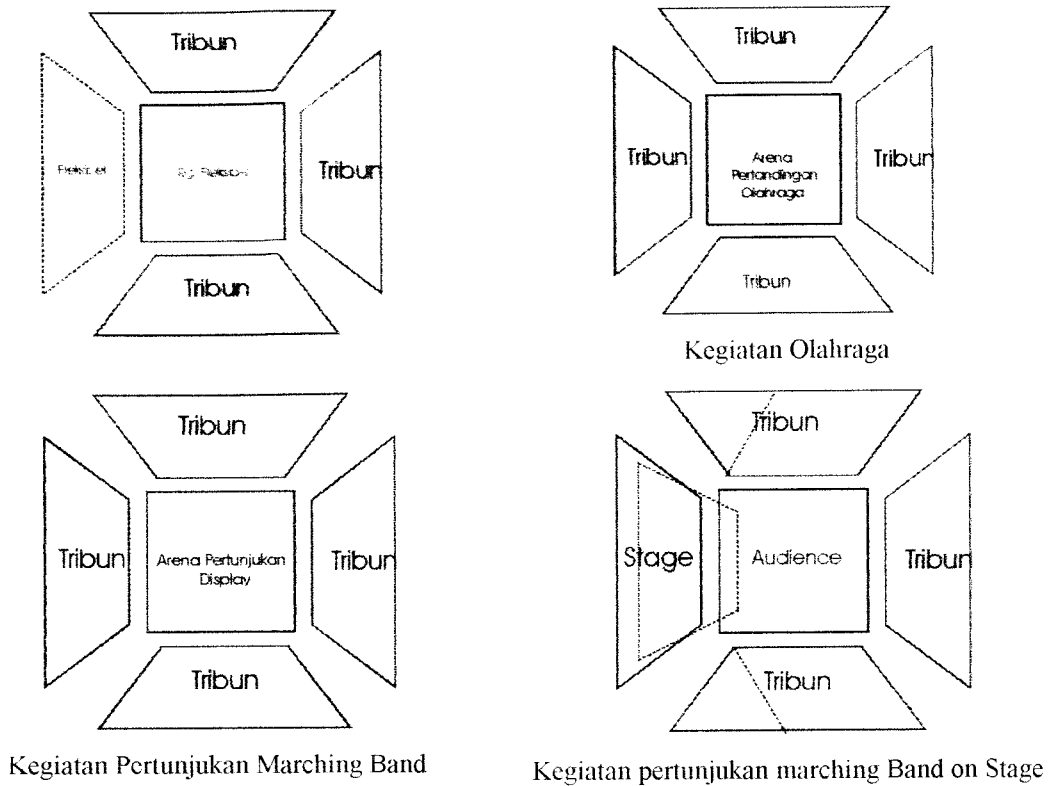 Tribun
Tribun
Tribun
Tribun
Tribun
Arena
Pertandingan
Olahraga
Tribun
Tribun
Kegiatan Olahraga
Tribun
Tribun
Arena Pertunjukan
Display
Tribun
Tribun
Kegiatan Pertunjukan Marching Band
Tribun
Stage
Audience
Tribun
Tribun
Kegiatan pertunjukan marching Band on Stage